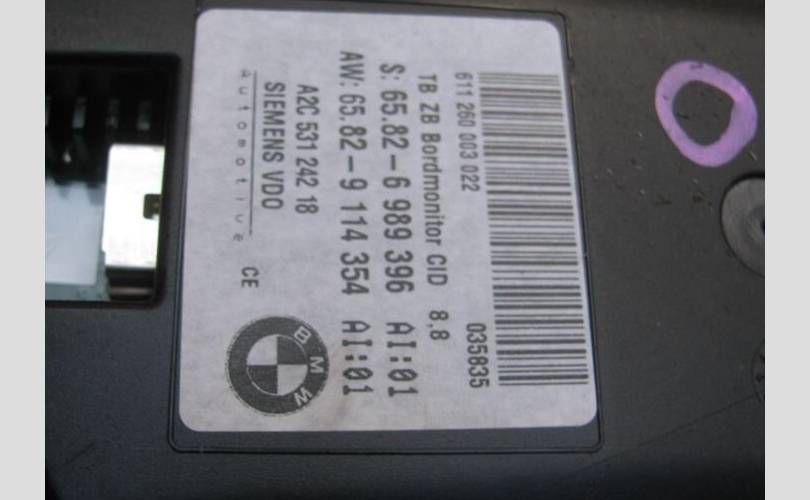 611 260 003 022 035835
TB ZB Bordmonitor CID 8,8
S: 65.82-6 989 396 AI:01
AW: 65.82-9 114 354 AI:01
A2C 531 242 18
SIEMENS VDO
Automotive CE
BMW